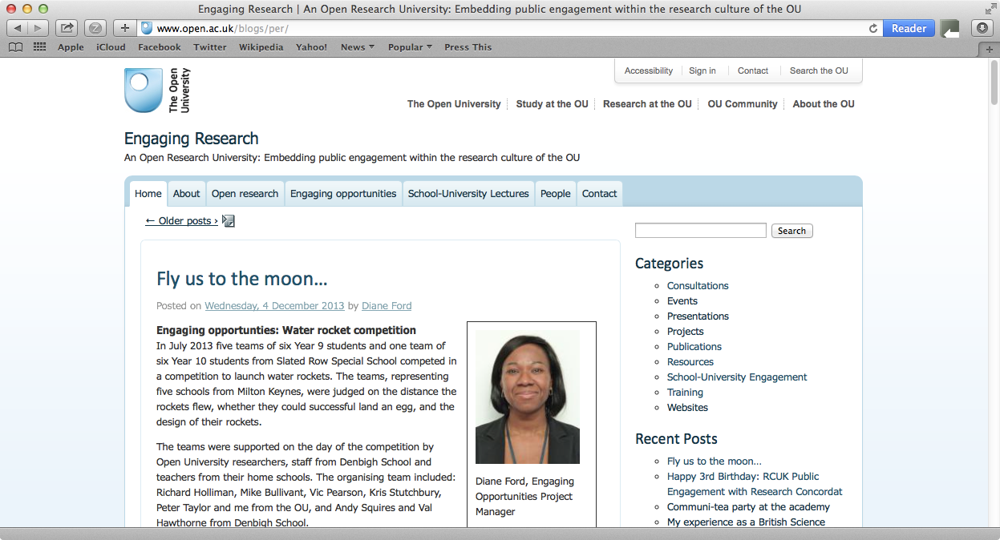 Engaging Research | An Open Research University: Embedding public engagement within the research culture of the OU
www.open.ac.uk/blogs/per/
Reader
Apple iCloud Facebook Twitter Wikipedia Yahoo! News Popular Press This
Accessibility Sign in Contact Search the OU
The Open University
The Open University Study at the OU Research at the OU OU Community About the OU
Engaging Research
An Open Research University: Embedding public engagement within the research culture of the OU
Home About Open research Engaging opportunities School-University Lectures People Contact
← Older posts ›
Fly us to the moon...
Posted on Wednesday, 4 December 2013 by Diane Ford
Engaging opportunties: Water rocket competition
In July 2013 five teams of six Year 9 students and one team of
six Year 10 students from Slated Row Special School competed in
a competition to launch water rockets. The teams, representing
five schools from Milton Keynes, were judged on the distance the
rockets flew, whether they could successful land an egg, and the
design of their rockets.
The teams were supported on the day of the competition by
Open University researchers, staff from Denbigh School and
teachers from their home schools. The organising team included:
Richard Holliman, Mike Bullivant, Vic Pearson, Kris Stutchbury,
Peter Taylor and me from the OU, and Andy Squires and Val
Hawthorne from Denbigh School.
Diane Ford, Engaging
Opportunities Project
Manager
Search
Categories
Consultations
Events
Presentations
Projects
Publications
Resources
School-University Engagement
Training
Websites
Recent Posts
Fly us to the moon...
Happy 3rd Birthday: RCUK Public
Engagement with Research Concordat
Communi-tea party at the academy
My experience as a British Science